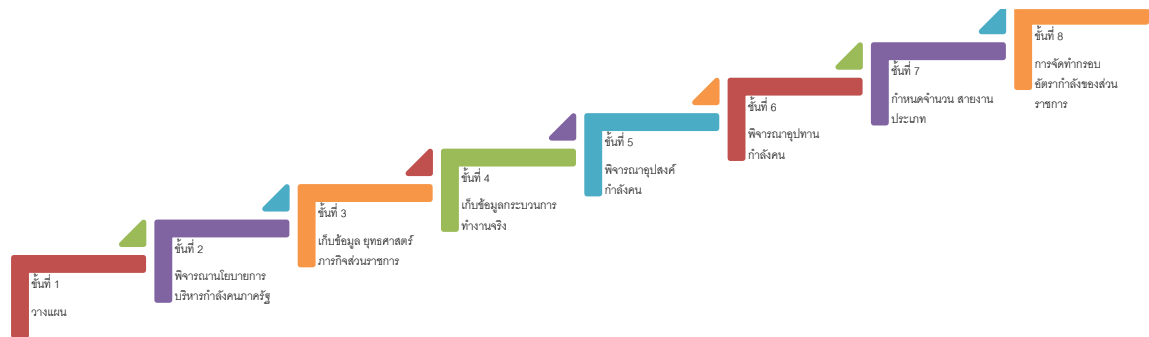 ขั้นที่ 1
วางแผน
ขั้นที่ 2
พิจารณานโยบายการ
บริหารกำลังคนภาครัฐ
ขั้นที่ 3
เก็บข้อมูล ยุทธศาสตร์
ภารกิจส่วนราชการ
ขั้นที่ 4
เก็บข้อมูลกระบวนการ
ทำงานจริง
ขั้นที่ 5
พิจารณาอุปสงค์
กำลังคน
ขั้นที่ 6
พิจารณาอุปทาน
กำลังคน
ขั้นที่ 7
กำหนดจำนวน สายงาน
ประเภท
ขั้นที่ 8
การจัดทำกรอบ
อัตรากำลังของส่วน
ราชการ